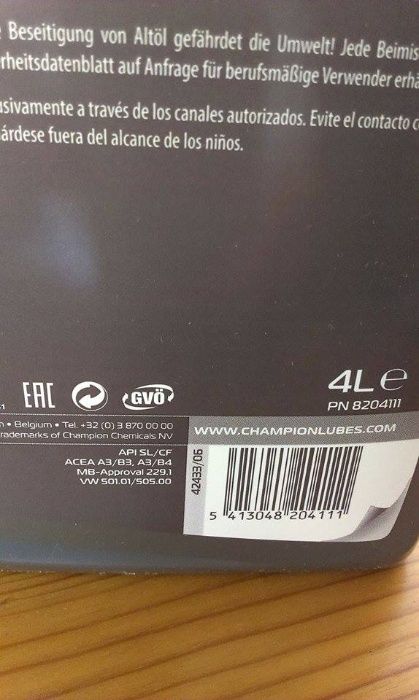 Beseitigung von Altöl gefährdet die Umwelt! Jede Beimis
rheitsdatenblatt auf Anfrage für berufsmäßige Verwender erhä
usivamente a través de los canales autorizados. Evite el contacto c
árdese fuera del alcance de los niños.
EAC
GVÖ
4L e
PN 8204111
• Belgium • Tel. +32 (0) 3 870 00 00
rademarks of Champion Chemicals NV
WWW.CHAMPIONLUBES.COM
API SL/CF
ACEA A3/B3, A3/B4
MB-Approval 229.1
VW 501.01/505.00
42433/06
5 413048 204111